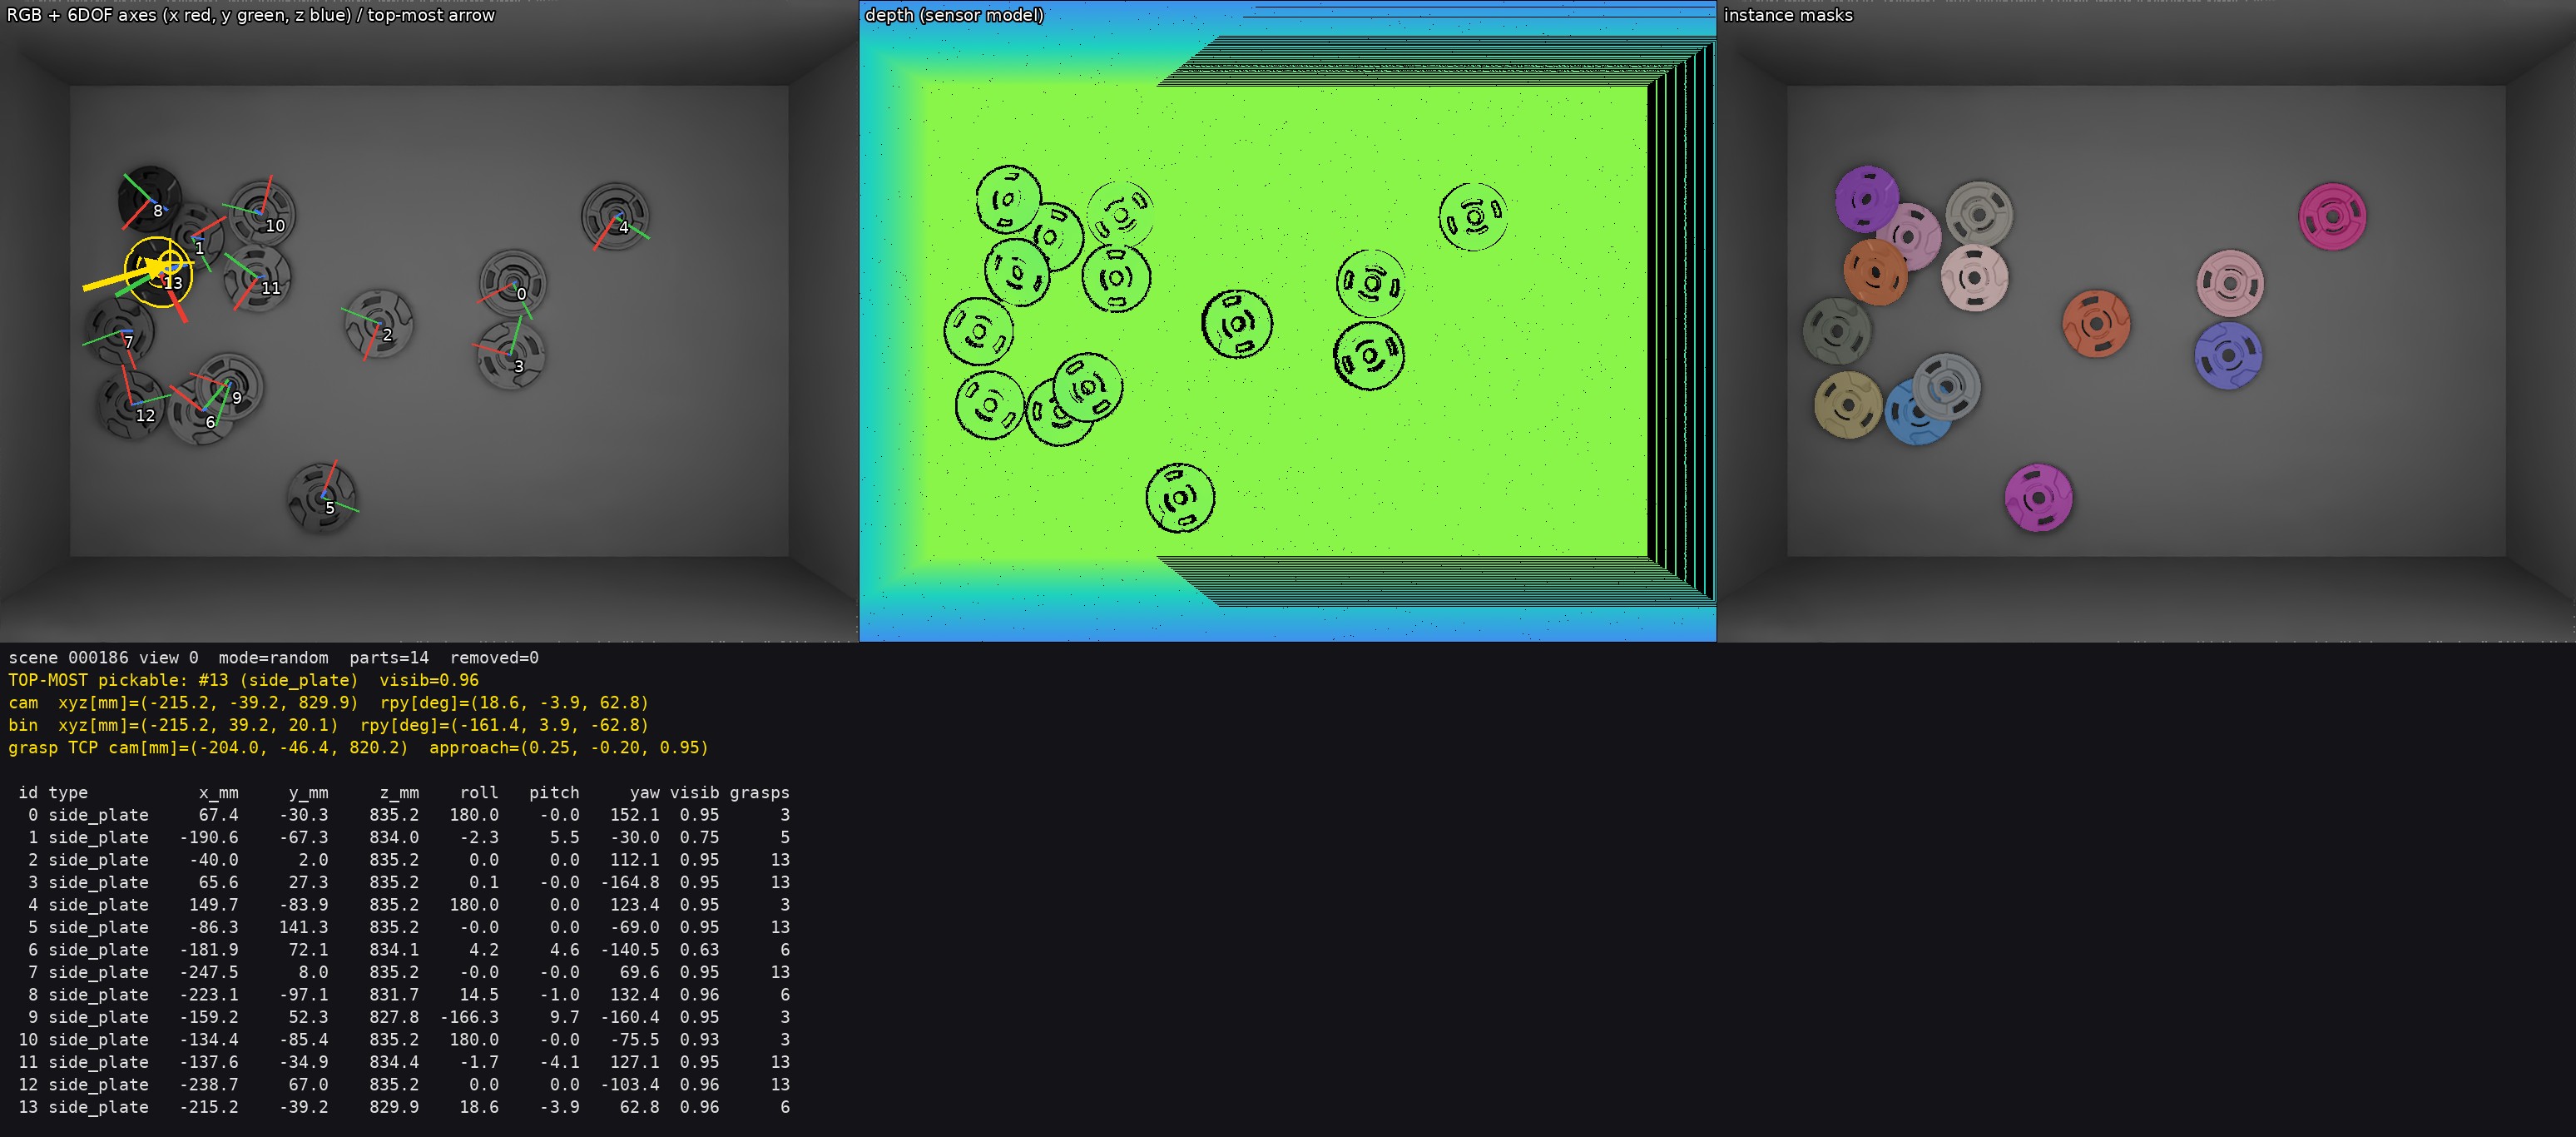 RGB + 6DOF axes (x red, y green, z blue) / top-most arrow
depth (sensor model)
instance masks
8
10
1
4
13
11
0
7
2
3
9
12
6
5
scene 000186 view 0 mode=random parts=14 removed=0
TOP-MOST pickable: #13 (side_plate) visib=0.96
cam xyz[mm]=(-215.2, -39.2, 829.9) rpy[deg]=(18.6, -3.9, 62.8)
bin xyz[mm]=(-215.2, 39.2, 20.1) rpy[deg]=(-161.4, 3.9, -62.8)
grasp TCP cam[mm]=(-204.0, -46.4, 820.2) approach=(0.25, -0.20, 0.95)
id type x_mm y_mm z_mm roll pitch yaw visib grasps
0 side_plate 67.4 -30.3 835.2 180.0 -0.0 152.1 0.95 3
1 side_plate -190.6 -67.3 834.0 -2.3 5.5 -30.0 0.75 5
2 side_plate -40.0 2.0 835.2 0.0 0.0 112.1 0.95 13
3 side_plate 65.6 27.3 835.2 0.1 -0.0 -164.8 0.95 13
4 side_plate 149.7 -83.9 835.2 180.0 0.0 123.4 0.95 3
5 side_plate -86.3 141.3 835.2 -0.0 0.0 -69.0 0.95 13
6 side_plate -181.9 72.1 834.1 4.2 4.6 -140.5 0.63 6
7 side_plate -247.5 8.0 835.2 -0.0 -0.0 69.6 0.95 13
8 side_plate -223.1 -97.1 831.7 14.5 -1.0 132.4 0.96 6
9 side_plate -159.2 52.3 827.8 -166.3 9.7 -160.4 0.95 3
10 side_plate -134.4 -85.4 835.2 180.0 -0.0 -75.5 0.93 3
11 side_plate -137.6 -34.9 834.4 -1.7 -4.1 127.1 0.95 13
12 side_plate -238.7 67.0 835.2 0.0 0.0 -103.4 0.96 13
13 side_plate -215.2 -39.2 829.9 18.6 -3.9 62.8 0.96 6